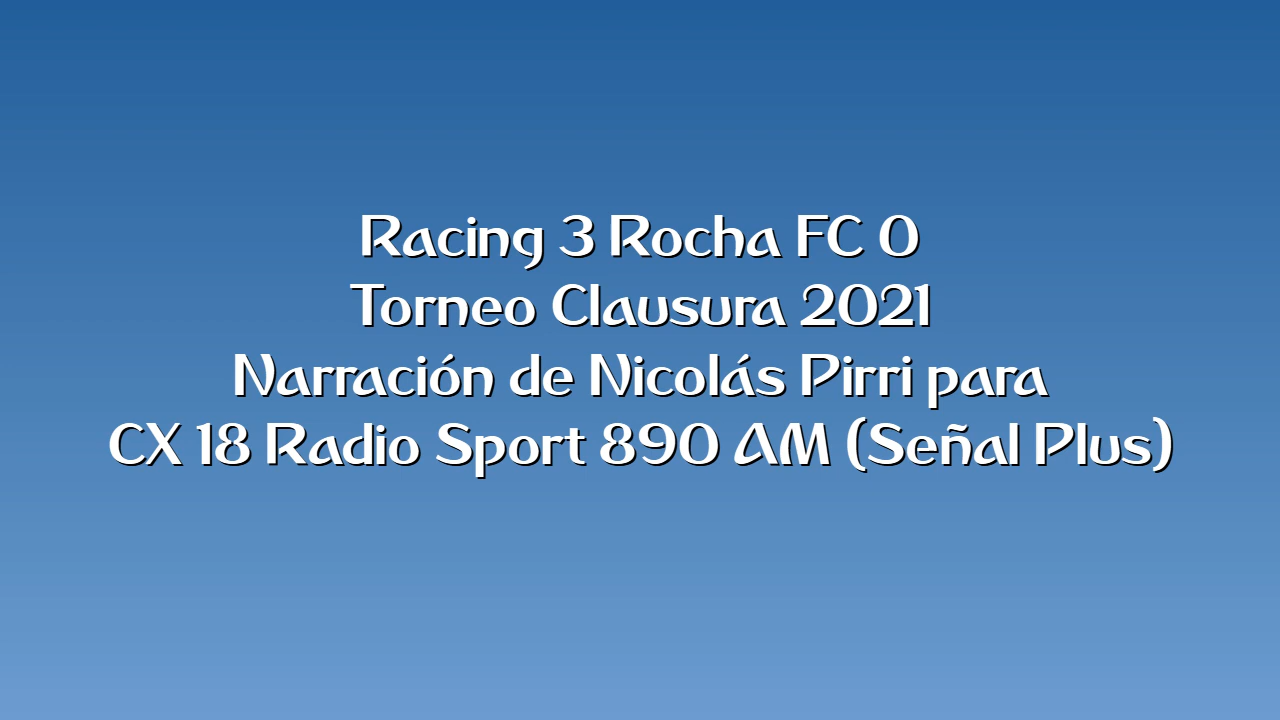 Racing 3 Rocha FC 0
Torneo Clausura 2021
Narración de Nicolás Pirri para
CX 18 Radio Sport 890 AM (Señal Plus)